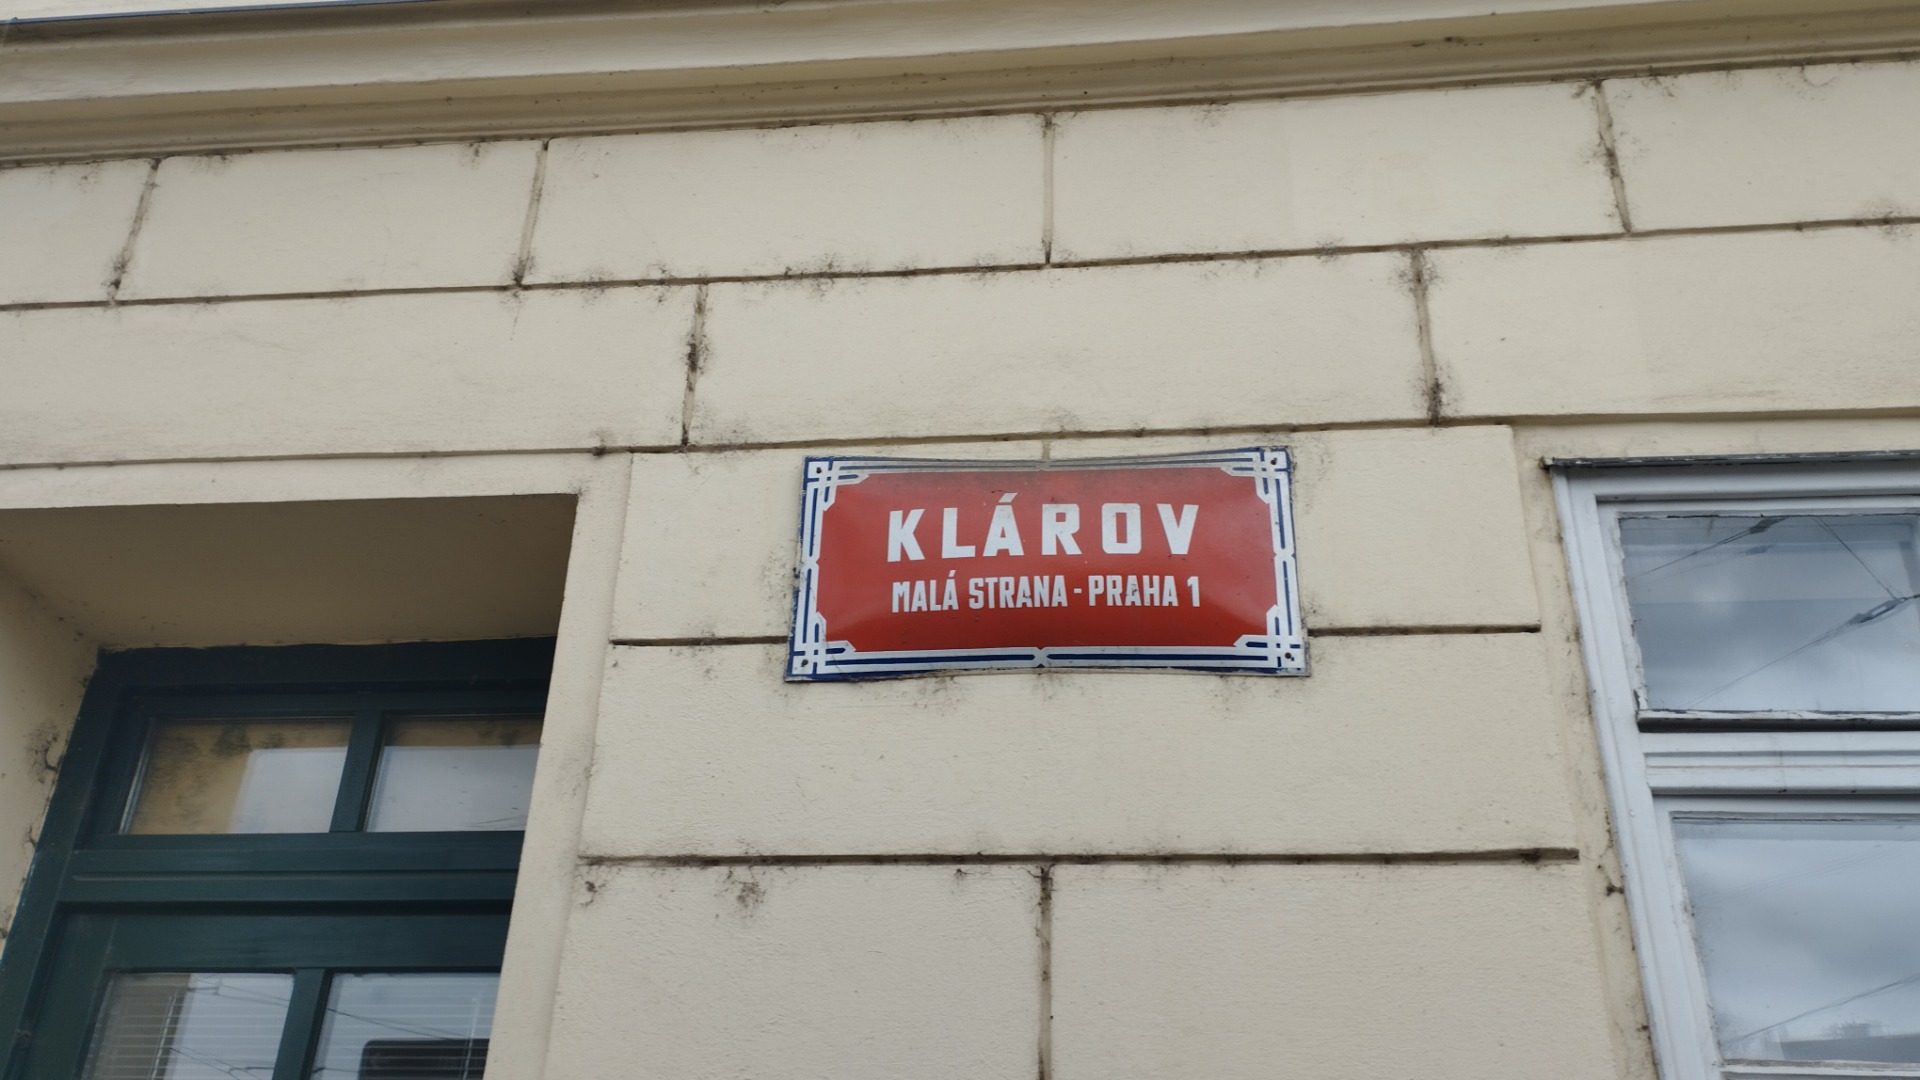 KLÁROV
MALÁ STRANA - PRAHA 1